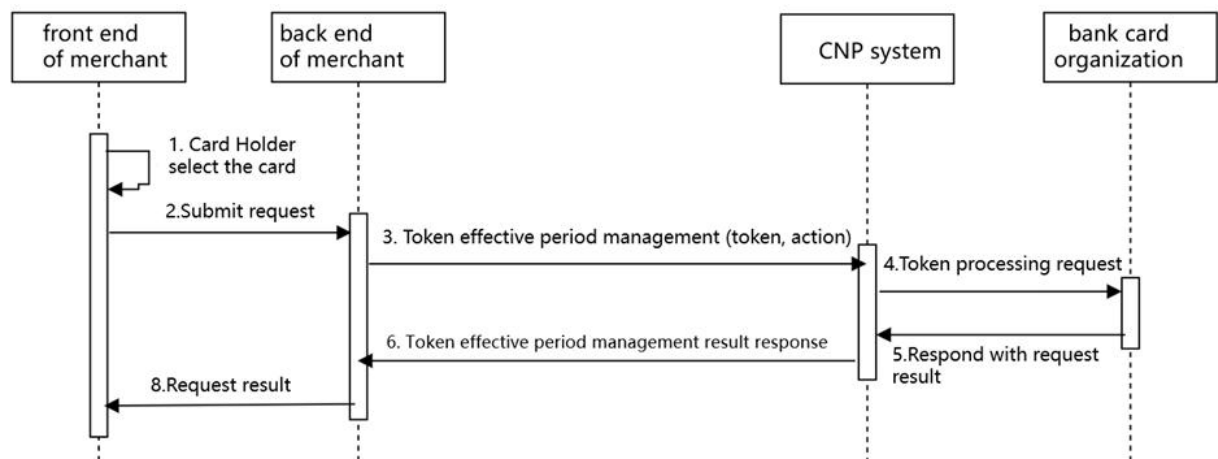 front end
of merchant
back end
of merchant
CNP system
bank card
organization
1. Card Holder
select the card
2.Submit request
3. Token effective period management (token, action)
4.Token processing request
5.Respond with request
result
6. Token effective period management result response
8.Request result